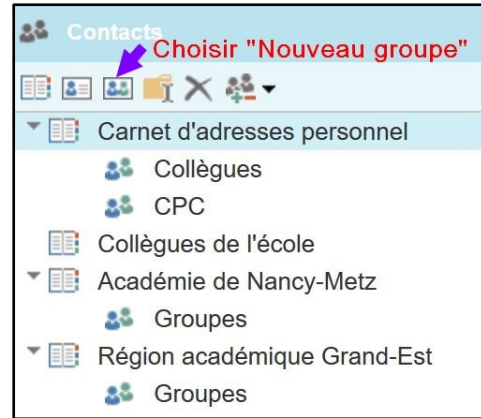 Contacts
Choisir "Nouveau groupe"
Carnet d'adresses personnel
Collègues
CPC
Collègues de l'école
Académie de Nancy-Metz
Groupes
Région académique Grand-Est
Groupes